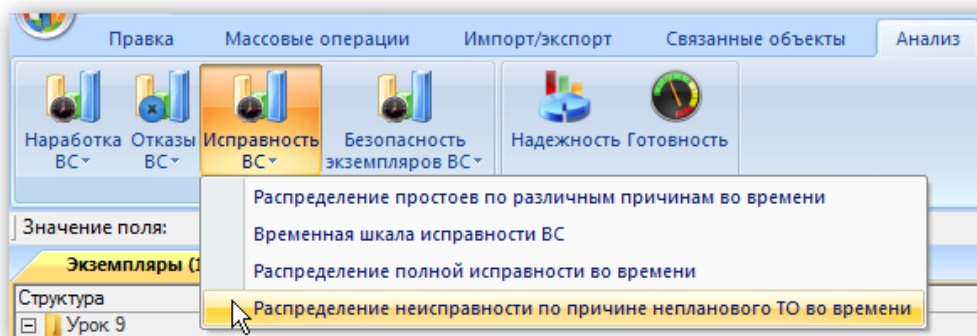 Правка Массовые операции Импорт/экспорт Связанные объекты Анализ
Наработка ВС
Отказы ВС
Исправность ВС
Безопасность экземпляров ВС
Надежность
Готовность
Распределение простоев по различным причинам во времени
Временная шкала исправности ВС
Распределение полной исправности во времени
Распределение неисправности по причине непланового ТО во времени
Значение поля:
Экземпляры (1
Структура
Урок 9